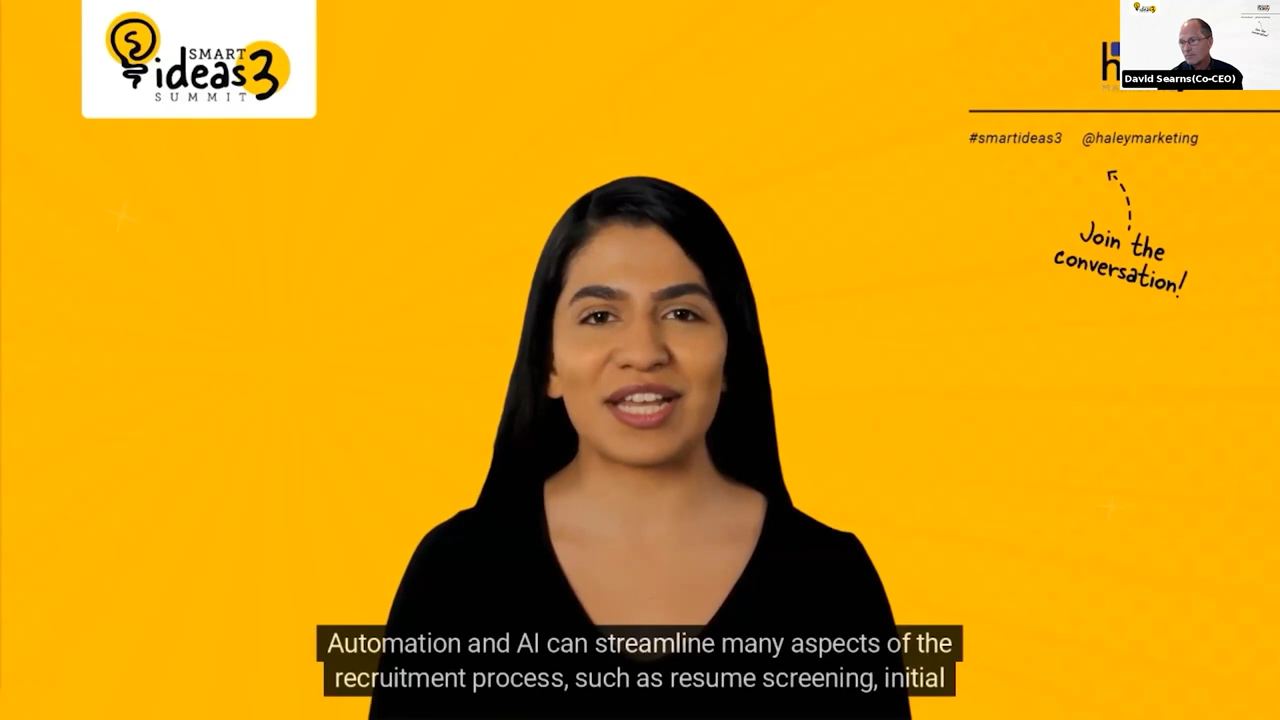 SMART
ideas3
SUMMIT
David Searns(Co-CEO)
#smartideas3 @haleymarketing
Join the
conversation!
Automation and AI can streamline many aspects of the
recruitment process, such as resume screening, initial